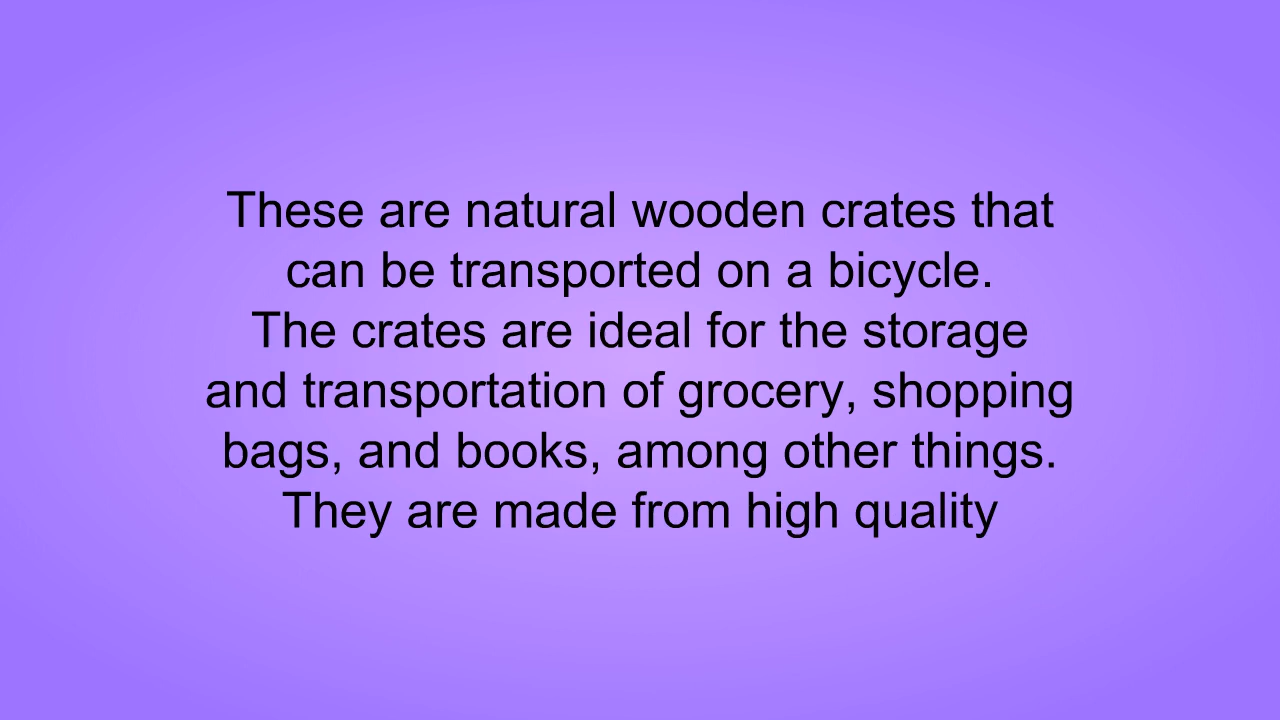 These are natural wooden crates that
can be transported on a bicycle.
The crates are ideal for the storage
and transportation of grocery, shopping
bags, and books, among other things.
They are made from high quality